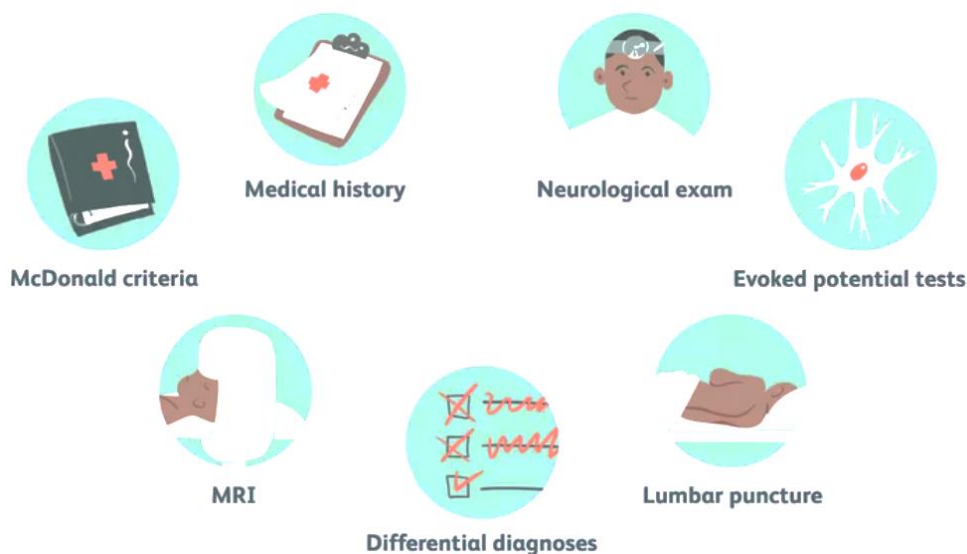 Medical history
Neurological exam
McDonald criteria
Evoked potential tests
MRI
Lumbar puncture
Differential diagnoses